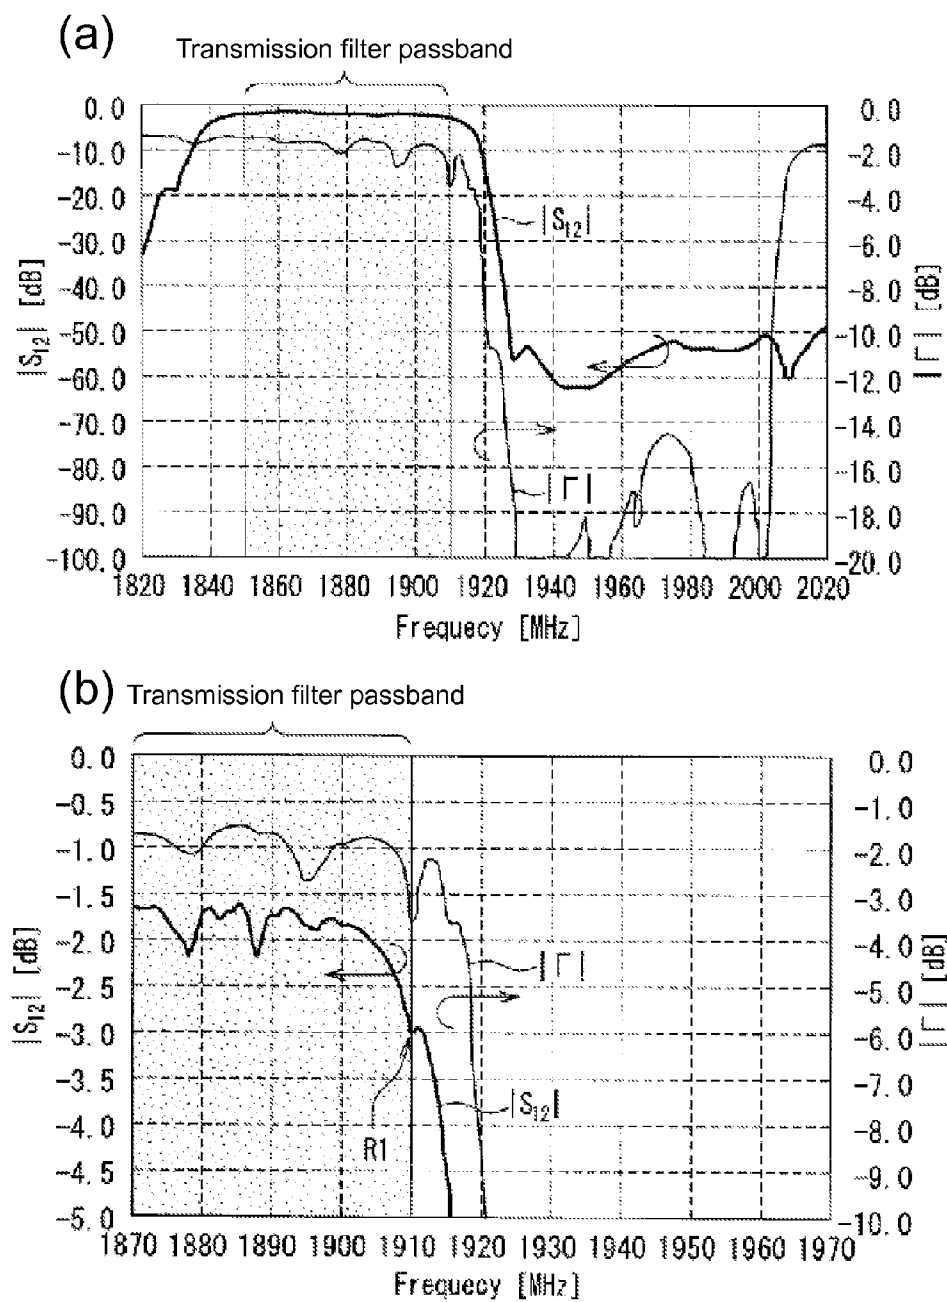 (a)
Transmission filter passband
0.0
-10.0
-20.0
-30.0
-40.0
-50.0
-60.0
-70.0
-80.0
-90.0
-100.0
|S12| [dB]
0.0
-2.0
-4.0
-6.0
-8.0
-10.0
-12.0
-14.0
-16.0
-18.0
-20.0
|Γ| [dB]
|S12|
|Γ|
1820 1840 1860 1880 1900 1920 1940 1960 1980 2000 2020
Frequecy [MHz]
(b)
Transmission filter passband
0.0
-0.5
-1.0
-1.5
-2.0
-2.5
-3.0
-3.5
-4.0
-4.5
-5.0
|S12| [dB]
0.0
-1.0
-2.0
-3.0
-4.0
-5.0
-6.0
-7.0
-8.0
-9.0
-10.0
|Γ| [dB]
|Γ|
|S12|
R1
1870 1880 1890 1900 1910 1920 1930 1940 1950 1960 1970
Frequecy [MHz]